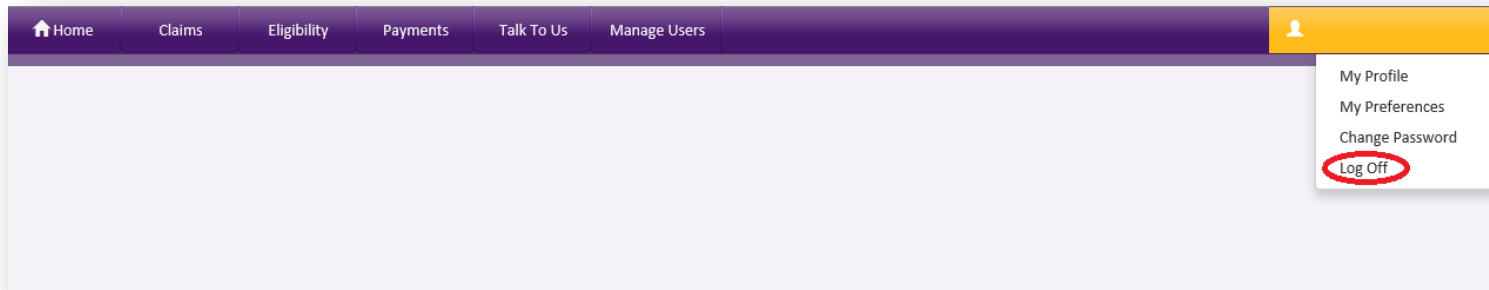 Home Claims Eligibility Payments Talk To Us Manage Users
My Profile
My Preferences
Change Password
Log Off